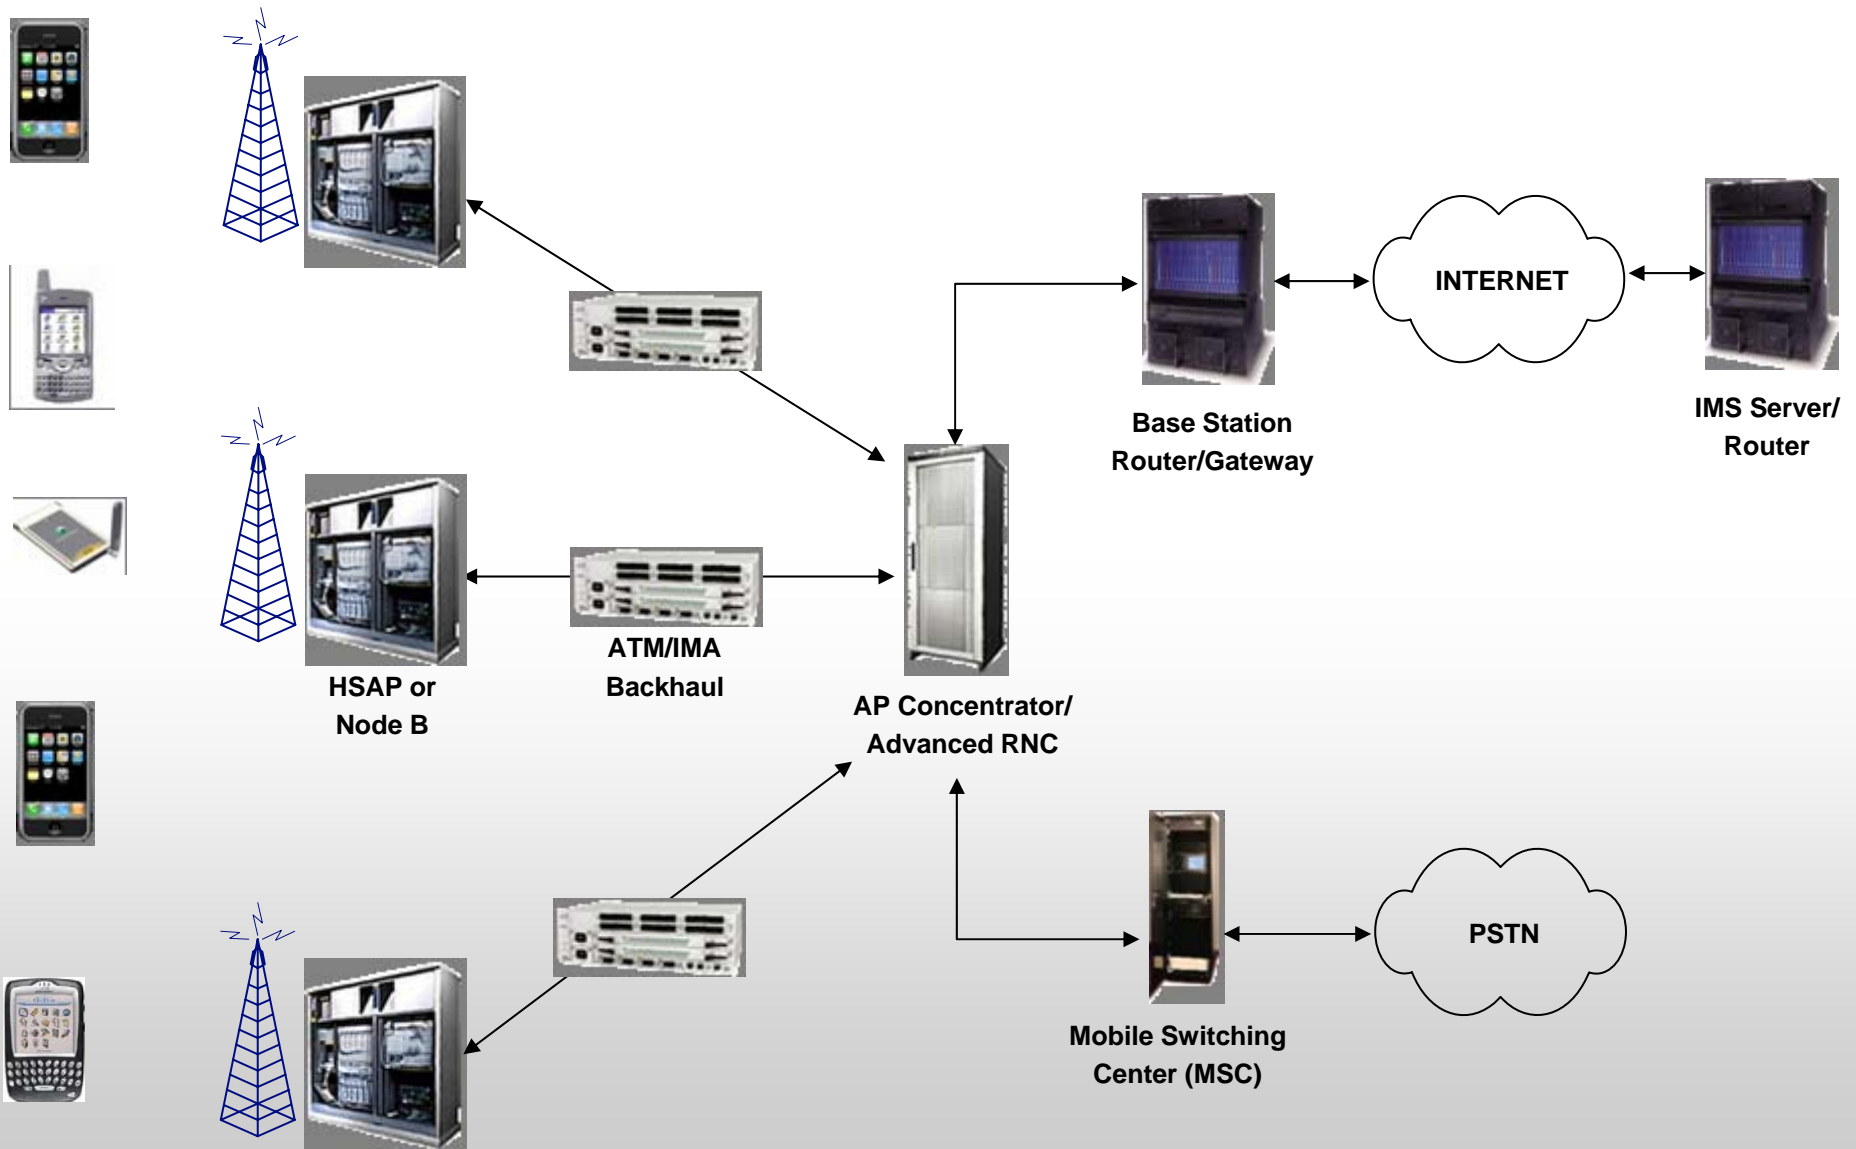 INTERNET
Base Station
Router/Gateway
IMS Server/
Router
ATM/IMA
Backhaul
HSAP or
Node B
AP Concentrator/
Advanced RNC
PSTN
Mobile Switching
Center (MSC)